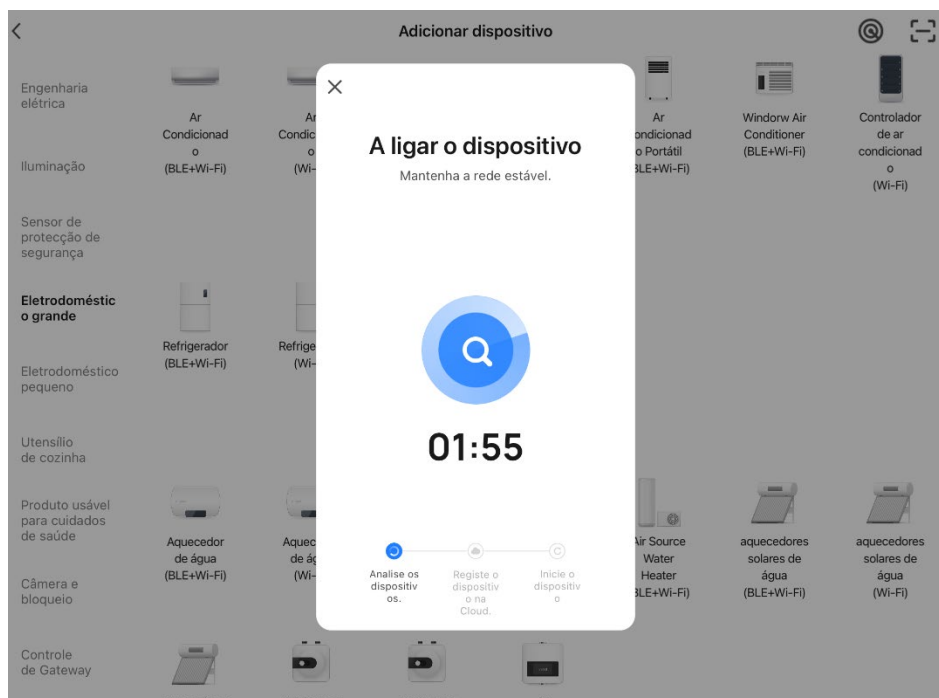 Adicionar dispositivo
Engenharia
elétrica
Iluminação
Sensor de
protecção de
segurança
Eletrodoméstic
o grande
Eletrodoméstico
pequeno
Utensílio
de cozinha
Produto usável
para cuidados
de saúde
Câmera e
bloqueio
Controle
de Gateway
Ar
Condicionad
o
(BLE+Wi-Fi)
Ar
Condic
o
(Wi-
A ligar o dispositivo
Mantenha a rede estável.
01:55
Analise os
dispositiv
os.
Registe o
dispositiv
o na
Cloud.
Inicie o
dispositiv
o
Ar
ondicionad
o Portátil
BLE+Wi-Fi)
Windorw Air
Conditioner
(BLE+Wi-Fi)
Controlador
de ar
condicionad
o
(Wi-Fi)
Refrigerador
(BLE+Wi-Fi)
Refrige
(Wi-
Aquecedor
de água
(BLE+Wi-Fi)
Aquec
de ág
(Wi-
Air Source
Water
Heater
BLE+Wi-Fi)
aquecedores
solares de
água
(BLE+Wi-Fi)
aquecedores
solares de
água
(Wi-Fi)